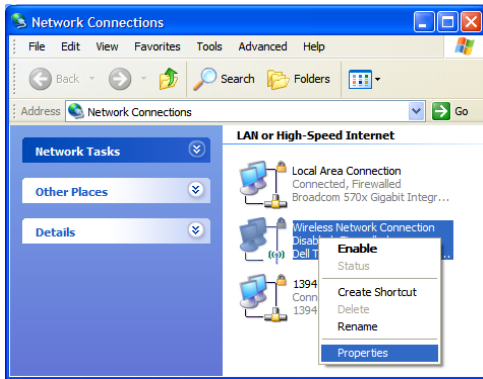 Network Connections
File Edit View Favorites Tools Advanced Help
Back Search Folders
Address Network Connections Go
Network Tasks
Other Places
Details
LAN or High-Speed Internet
Local Area Connection
Connected, Firewalled
Broadcom 570x Gigabit Integr...
Wireless Network Connection
Dell
1394
1394
Enable
Status
Create Shortcut
Delete
Rename
Properties